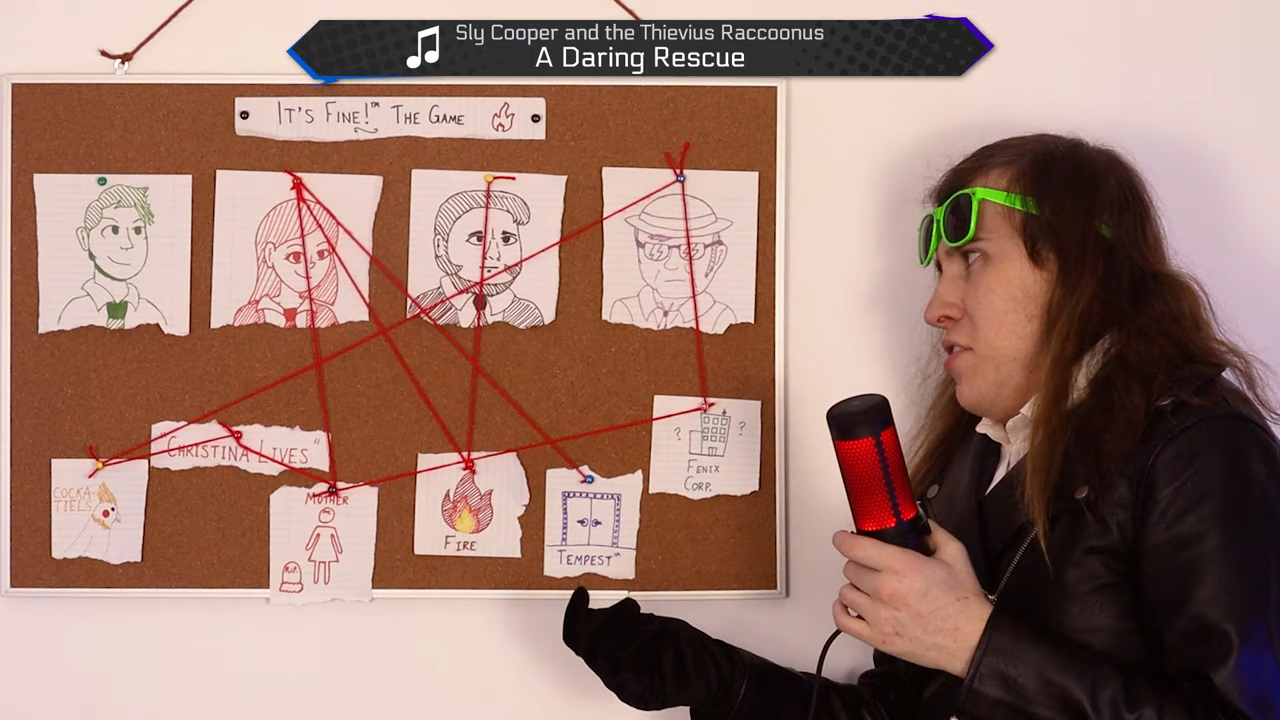 Sly Cooper and the Thievius Raccoonus
A Daring Rescue
IT'S FINE!™ THE GAME
"CHRISTINA LIVES"
? ?
FENIX
CORP.
COCKA-
TIELS
MOTHER
R.I.P.
FIRE
TEMPEST™